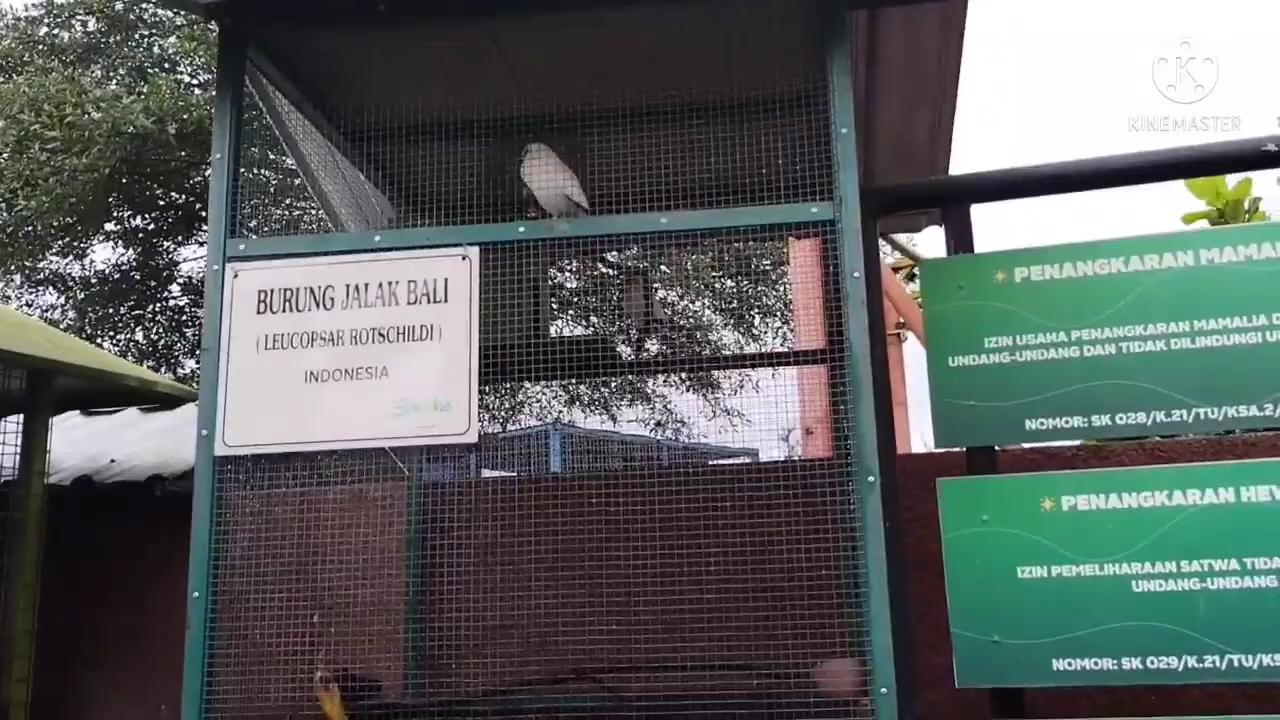 KINEMASTER
BURUNG JALAK BALI
( LEUCOPSAR ROTSCHILDI )
INDONESIA
PENANGKARAN MAMA
IZIN USAHA PENANGKARAN MAMALIA D
UNDANG-UNDANG DAN TIDAK DILINDUNGI U
NOMOR: SK 028/K.21/TU/KSA.2/
PENANGKARAN HEW
IZIN PEMELIHARAAN SATWA TIDA
UNDANG-UNDANG
NOMOR: SK 029/K.21/TU/KS